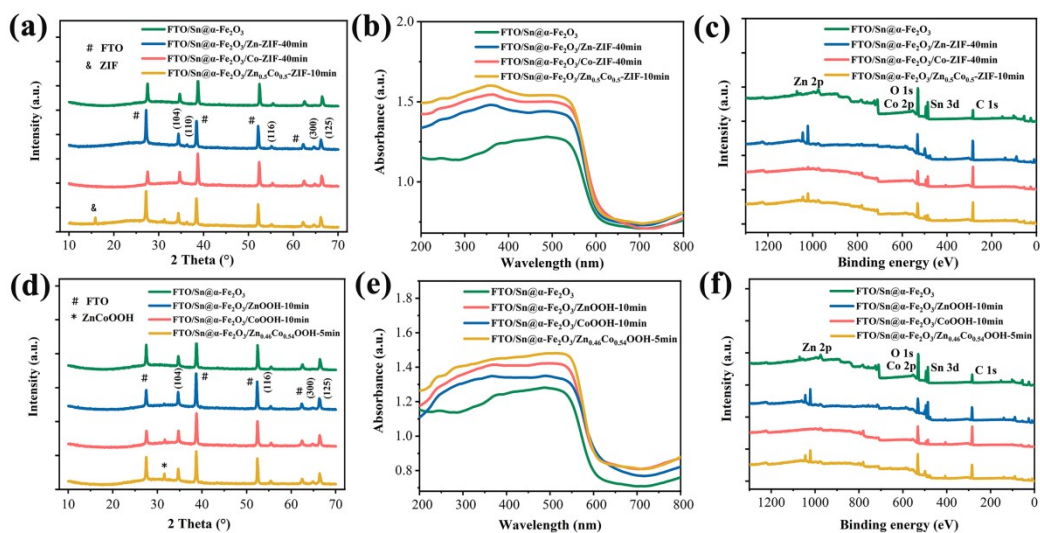 (a)
FTO/Sn@α-Fe₂O₃
FTO/Sn@α-Fe₂O₃/Zn-ZIF-40min
FTO/Sn@α-Fe₂O₃/Co-ZIF-40min
FTO/Sn@α-Fe₂O₃/Zn₀.₅Co₀.₅-ZIF-10min
# FTO
& ZIF
# (104) (110) # # (116) # (300) (125)
&
Intensity (a.u.)
10 20 30 40 50 60 70
2 Theta (°)
(b)
FTO/Sn@α-Fe₂O₃
FTO/Sn@α-Fe₂O₃/Zn-ZIF-40min
FTO/Sn@α-Fe₂O₃/Co-ZIF-40min
FTO/Sn@α-Fe₂O₃/Zn₀.₅Co₀.₅-ZIF-10min
Absorbance (a.u.)
2.0
1.5
1.0
200 300 400 500 600 700 800
Wavelength (nm)
(c)
FTO/Sn@α-Fe₂O₃
FTO/Sn@α-Fe₂O₃/Zn-ZIF-40min
FTO/Sn@α-Fe₂O₃/Co-ZIF-40min
FTO/Sn@α-Fe₂O₃/Zn₀.₅Co₀.₅-ZIF-10min
Zn 2p
O 1s
Co 2p Sn 3d C 1s
Intensity (a.u.)
1200 1000 800 600 400 200 0
Binding energy (eV)
(d)
FTO/Sn@α-Fe₂O₃
FTO/Sn@α-Fe₂O₃/ZnOOH-10min
FTO/Sn@α-Fe₂O₃/CoOOH-10min
FTO/Sn@α-Fe₂O₃/Zn₀.₄₆Co₀.₅₄OOH-5min
# FTO
* ZnCoOOH
# (104) # # (116) # (300) (125)
*
Intensity (a.u.)
10 20 30 40 50 60 70
2 Theta (°)
(e)
FTO/Sn@α-Fe₂O₃
FTO/Sn@α-Fe₂O₃/ZnOOH-10min
FTO/Sn@α-Fe₂O₃/CoOOH-10min
FTO/Sn@α-Fe₂O₃/Zn₀.₄₆Co₀.₅₄OOH-5min
Absorbance (a.u.)
1.8
1.6
1.4
1.2
1.0
0.8
200 300 400 500 600 700 800
Wavelength (nm)
(f)
FTO/Sn@α-Fe₂O₃
FTO/Sn@α-Fe₂O₃/ZnOOH-10min
FTO/Sn@α-Fe₂O₃/CoOOH-10min
FTO/Sn@α-Fe₂O₃/Zn₀.₄₆Co₀.₅₄OOH-5min
Zn 2p
O 1s
Co 2p Sn 3d C 1s
Intensity (a.u.)
1200 1000 800 600 400 200 0
Binding energy (eV)